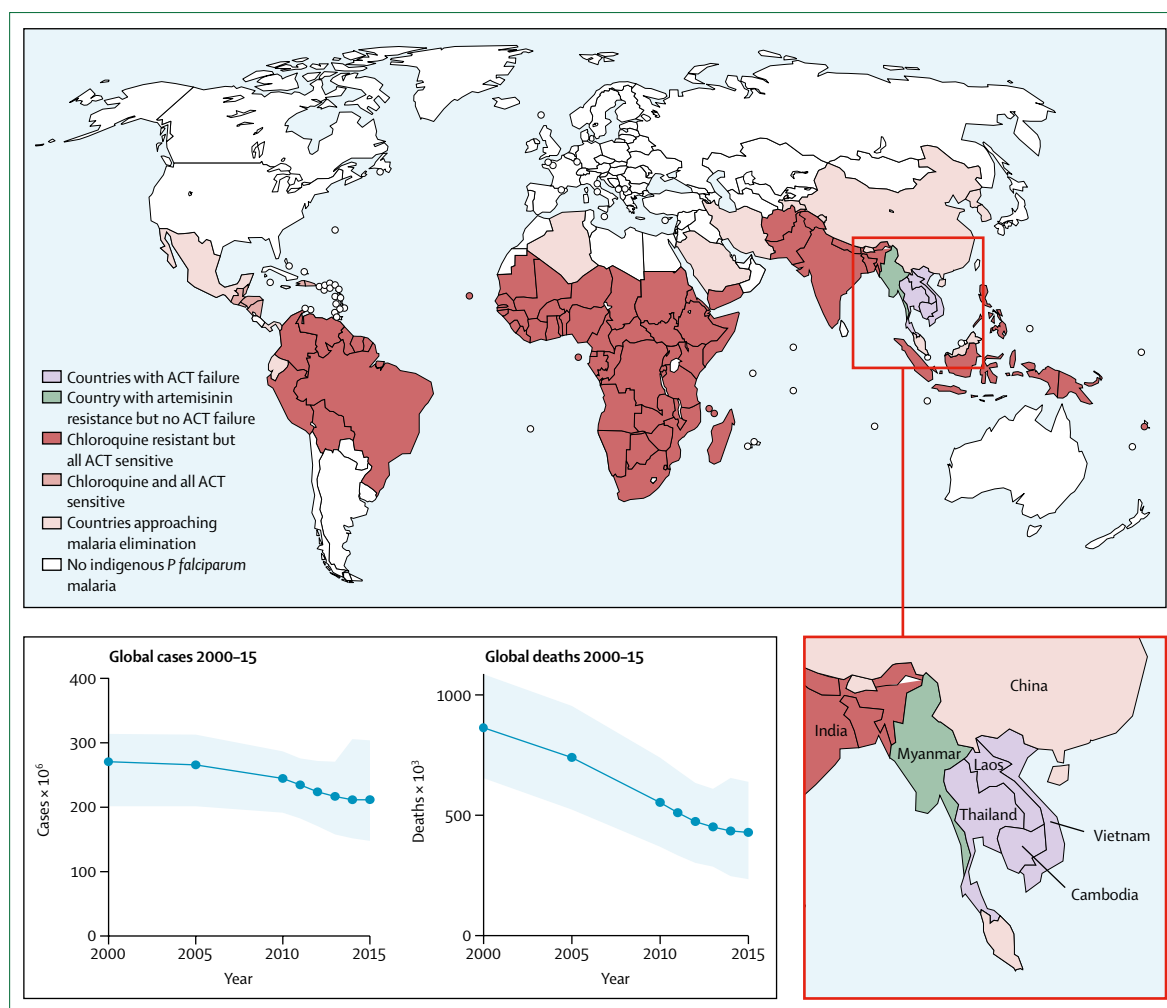 Countries with ACT failure
Country with artemisinin
resistance but no ACT failure
Chloroquine resistant but
all ACT sensitive
Chloroquine and all ACT
sensitive
Countries approaching
malaria elimination
No indigenous P falciparum
malaria
Global cases 2000–15
400
300
200
100
0
Cases × 10⁶
2000
2005
2010
2015
Year
Global deaths 2000–15
1000
500
0
Deaths × 10³
2000
2005
2010
2015
Year
China
India
Myanmar
Laos
Thailand
Vietnam
Cambodia